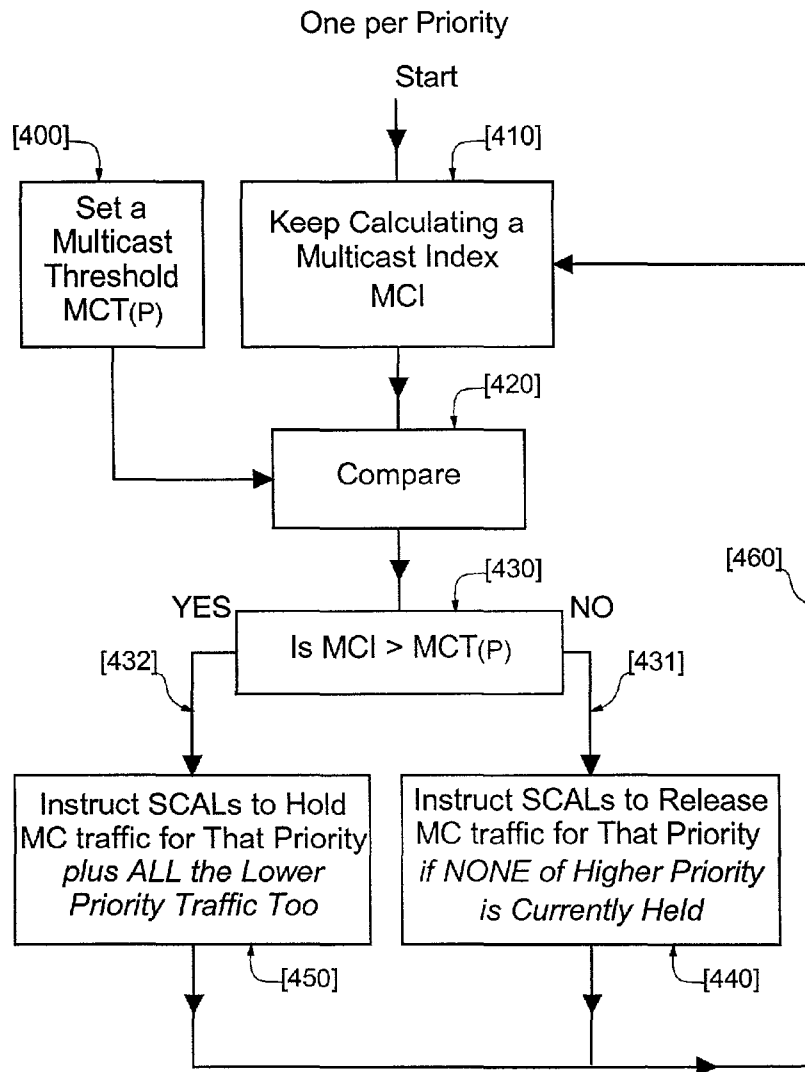 One per Priority
Start
[400]
[410]
Set a
Multicast
Threshold
MCT(P)
Keep Calculating a
Multicast Index
MCI
[420]
Compare
[430]
[460]
YES
NO
Is MCI > MCT(P)
[432]
[431]
Instruct SCALs to Hold
MC traffic for That Priority
plus ALL the Lower
Priority Traffic Too
Instruct SCALs to Release
MC traffic for That Priority
if NONE of Higher Priority
is Currently Held
[450]
[440]